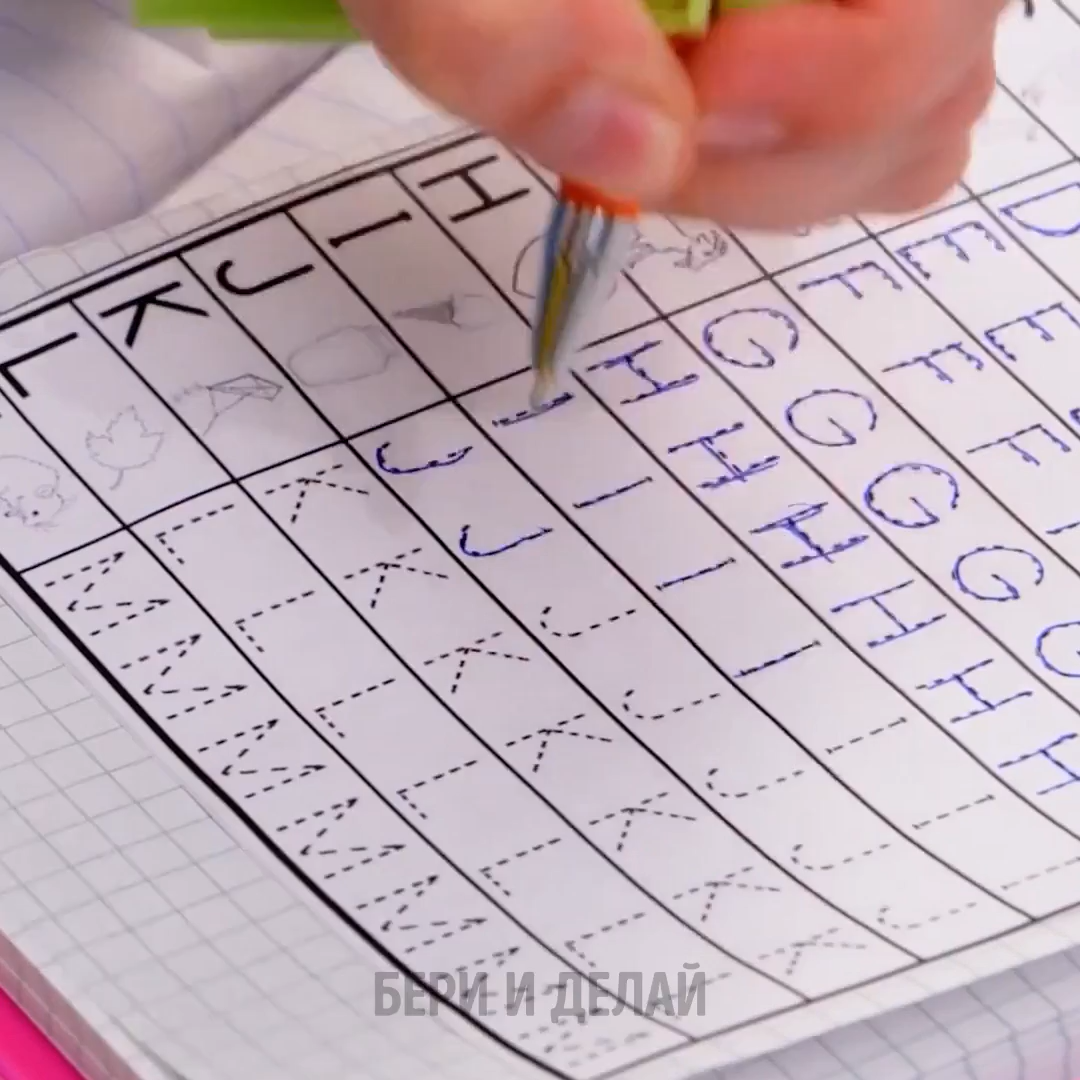 D
E E
F F F
G G G G G
H H H H H H H
I I I I I I I I
J J J J J J J J
K K K K K K K K
L L L L L L L
M M M M M M
БЕРИ И ДЕЛАЙ